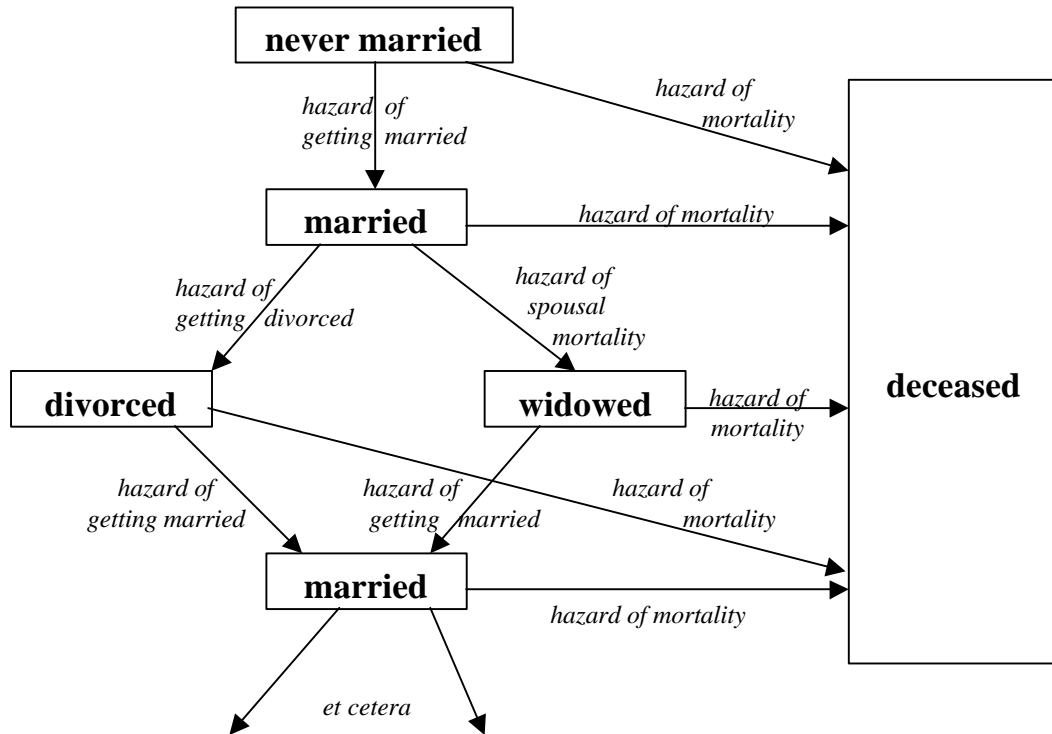 never married
hazard of
mortality
hazard of
getting married
married
hazard of mortality
hazard of
getting divorced
hazard of
spousal
mortality
deceased
divorced
widowed
hazard of
mortality
hazard of
getting married
hazard of
getting married
hazard of
mortality
married
hazard of mortality
et cetera